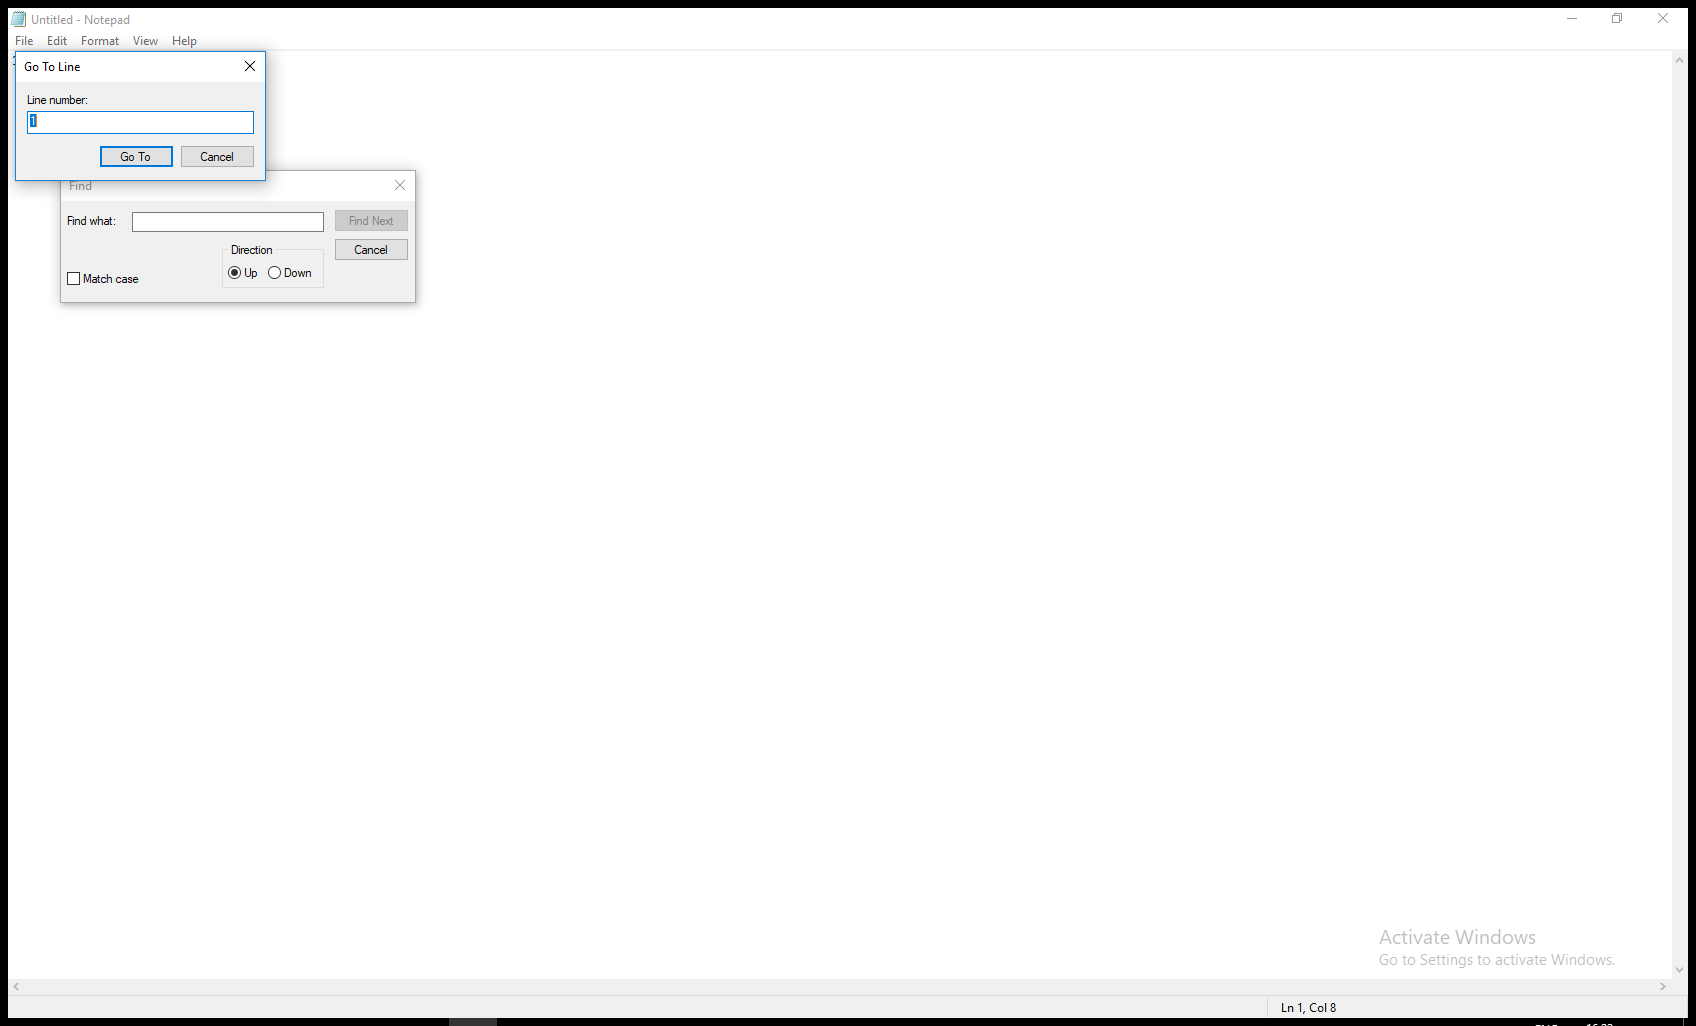 Untitled - Notepad
File Edit Format View Help
Go To Line
Line number:
1
Go To Cancel
Find
Find what:
Find Next
Direction
Cancel
Up Down
Match case
Activate Windows
Go to Settings to activate Windows.
Ln 1, Col 8